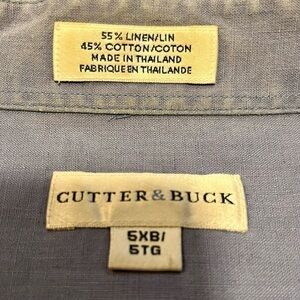 55% LINEN/LIN
45% COTTON/COTON
MADE IN THAILAND
FABRIQUE EN THAILANDE
CUTTER & BUCK
5XB/
5TG